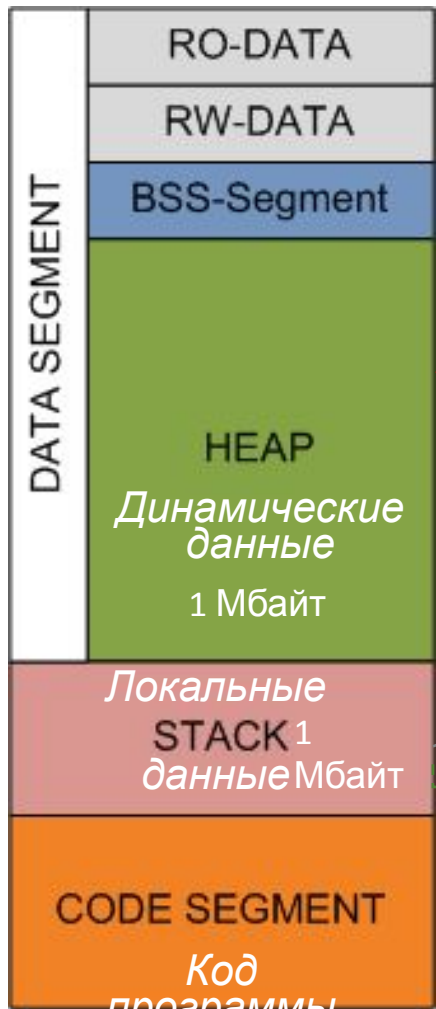 RO-DATA
RW-DATA
BSS-Segment
DATA SEGMENT
HEAP
Динамические
данные
1 Мбайт
Локальные
STACK 1
данные Мбайт
CODE SEGMENT
Код
программы